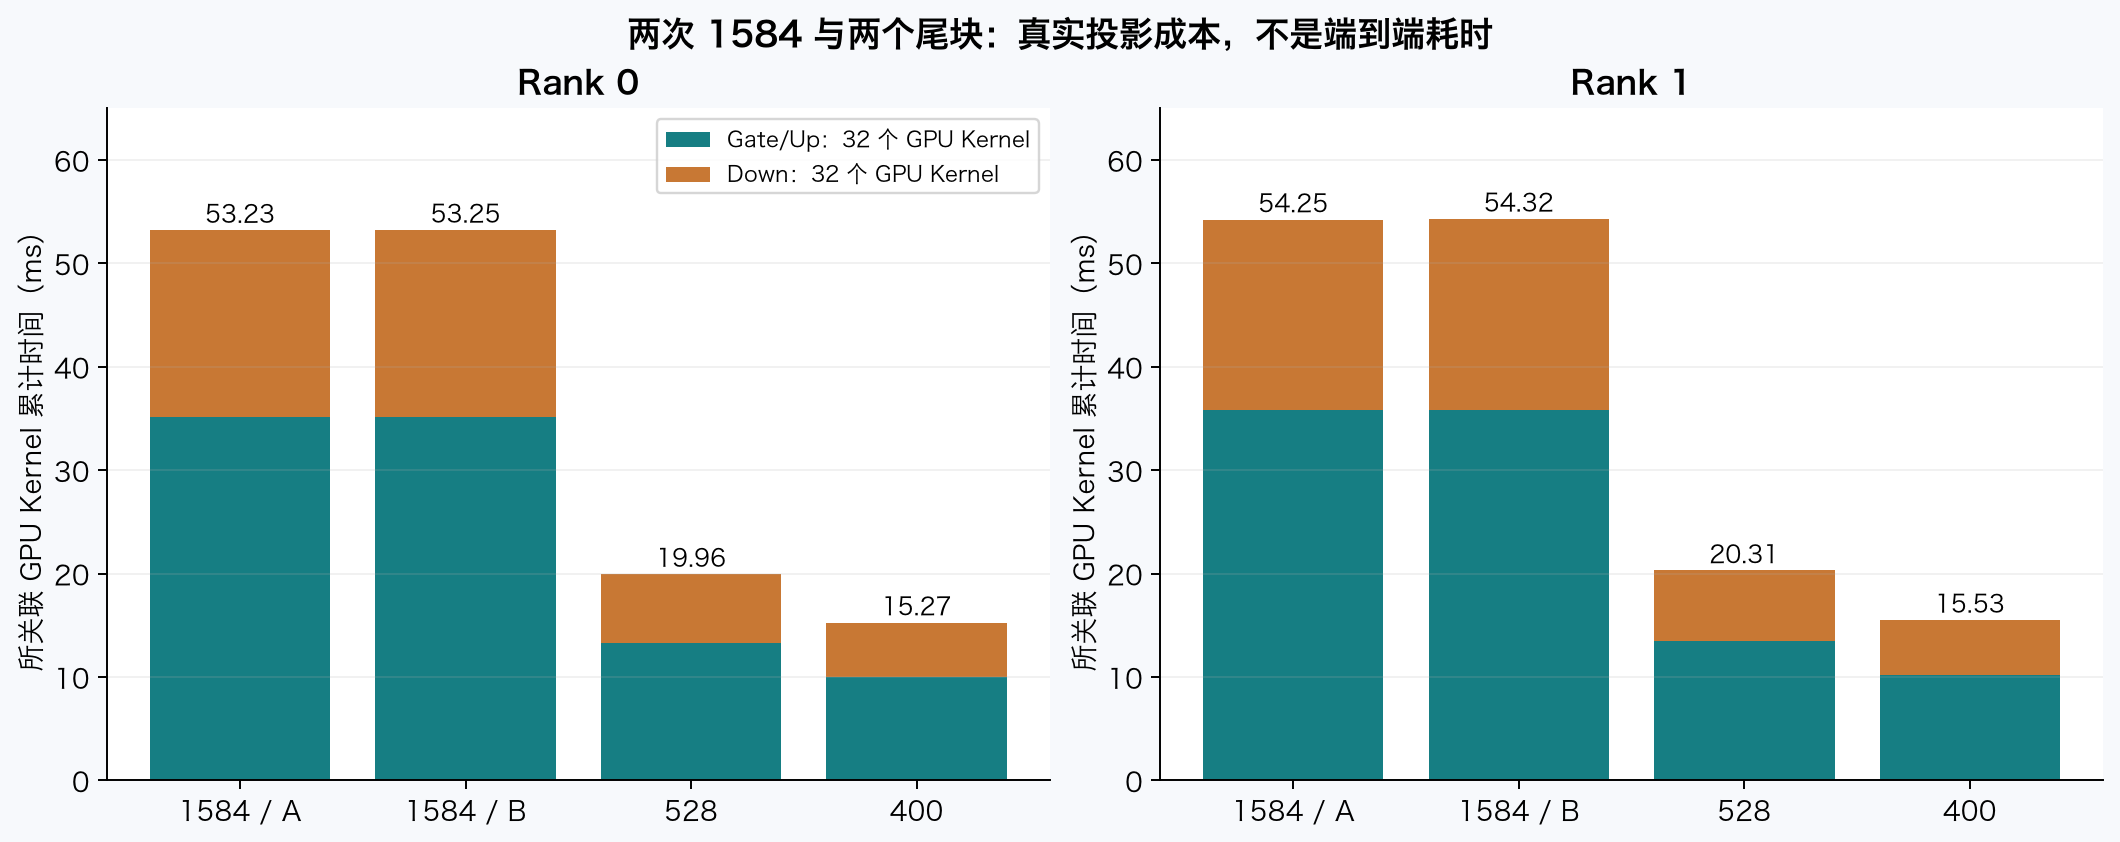 两次 1584 与两个尾块：真实投影成本，不是端到端耗时
Rank 0
所关联 GPU Kernel 累计时间（ms）
60
50
40
30
20
10
0
Gate/Up：32 个 GPU Kernel
Down：32 个 GPU Kernel
53.23
53.25
19.96
15.27
1584 / A
1584 / B
528
400
Rank 1
所关联 GPU Kernel 累计时间（ms）
60
50
40
30
20
10
0
54.25
54.32
20.31
15.53
1584 / A
1584 / B
528
400